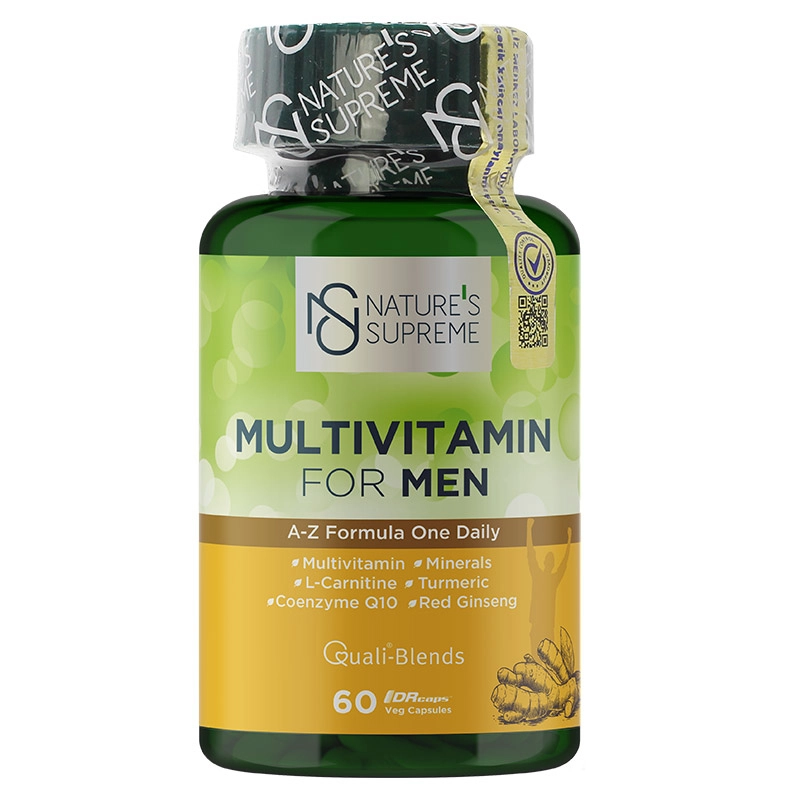 NATURE'S
SUPREME
NATURE'S
SUPREME
MULTIVITAMIN
FOR MEN
A-Z Formula One Daily
Multivitamin Minerals
L-Carnitine Turmeric
Coenzyme Q10 Red Ginseng
Quali®-Blends
60 DRcaps™
Veg Capsules